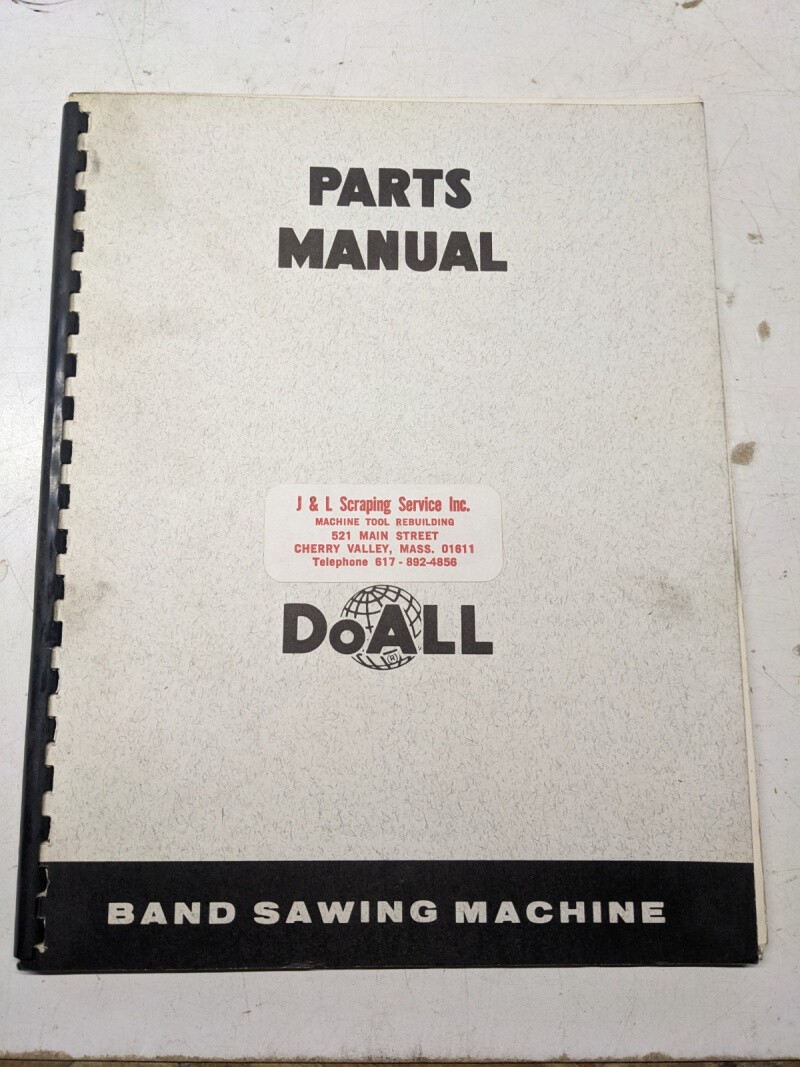 PARTS
MANUAL
J & L Scraping Service Inc.
MACHINE TOOL REBUILDING
521 MAIN STREET
CHERRY VALLEY, MASS. 01611
Telephone 617 - 892-4856
DoALL
(R)
BAND SAWING MACHINE